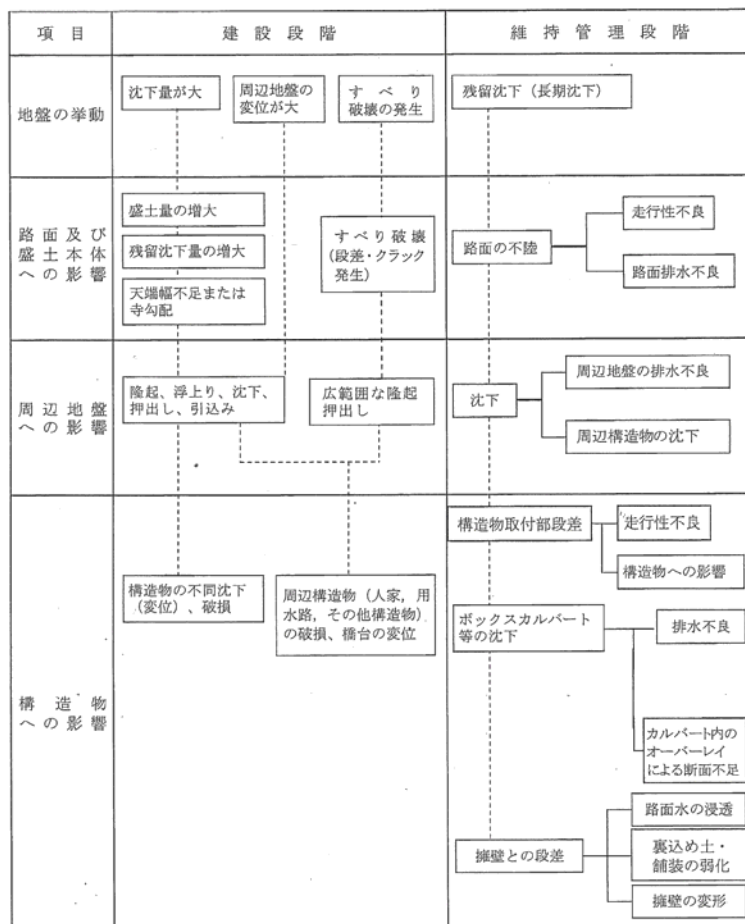 項目
建設段階
維持管理段階
地盤の挙動
沈下量が大
周辺地盤の
変位が大
すべり
破壊の発生
残留沈下（長期沈下）
路面及び
盛土本体
への影響
盛土量の増大
残留沈下量の増大
天端幅不足または
寺勾配
すべり破壊
(段差・クラック
発生)
路面の不陸
走行性不良
路面排水不良
周辺地盤
への影響
隆起、浮上り、沈下、
押出し、引込み
広範囲な隆起
押出し
沈下
周辺地盤の排水不良
周辺構造物の沈下
構造物
への影響
構造物の不同沈下
（変位）、破損
周辺構造物（人家，用
水路，その他構造物）
の破損、橋台の変位
構造物取付部段差
走行性不良
構造物への影響
ボックスカルバート
等の沈下
排水不良
カルバート内の
オーバーレイ
による断面不足
擁壁との段差
路面水の浸透
裏込め土・
舗装の弱化
擁壁の変形